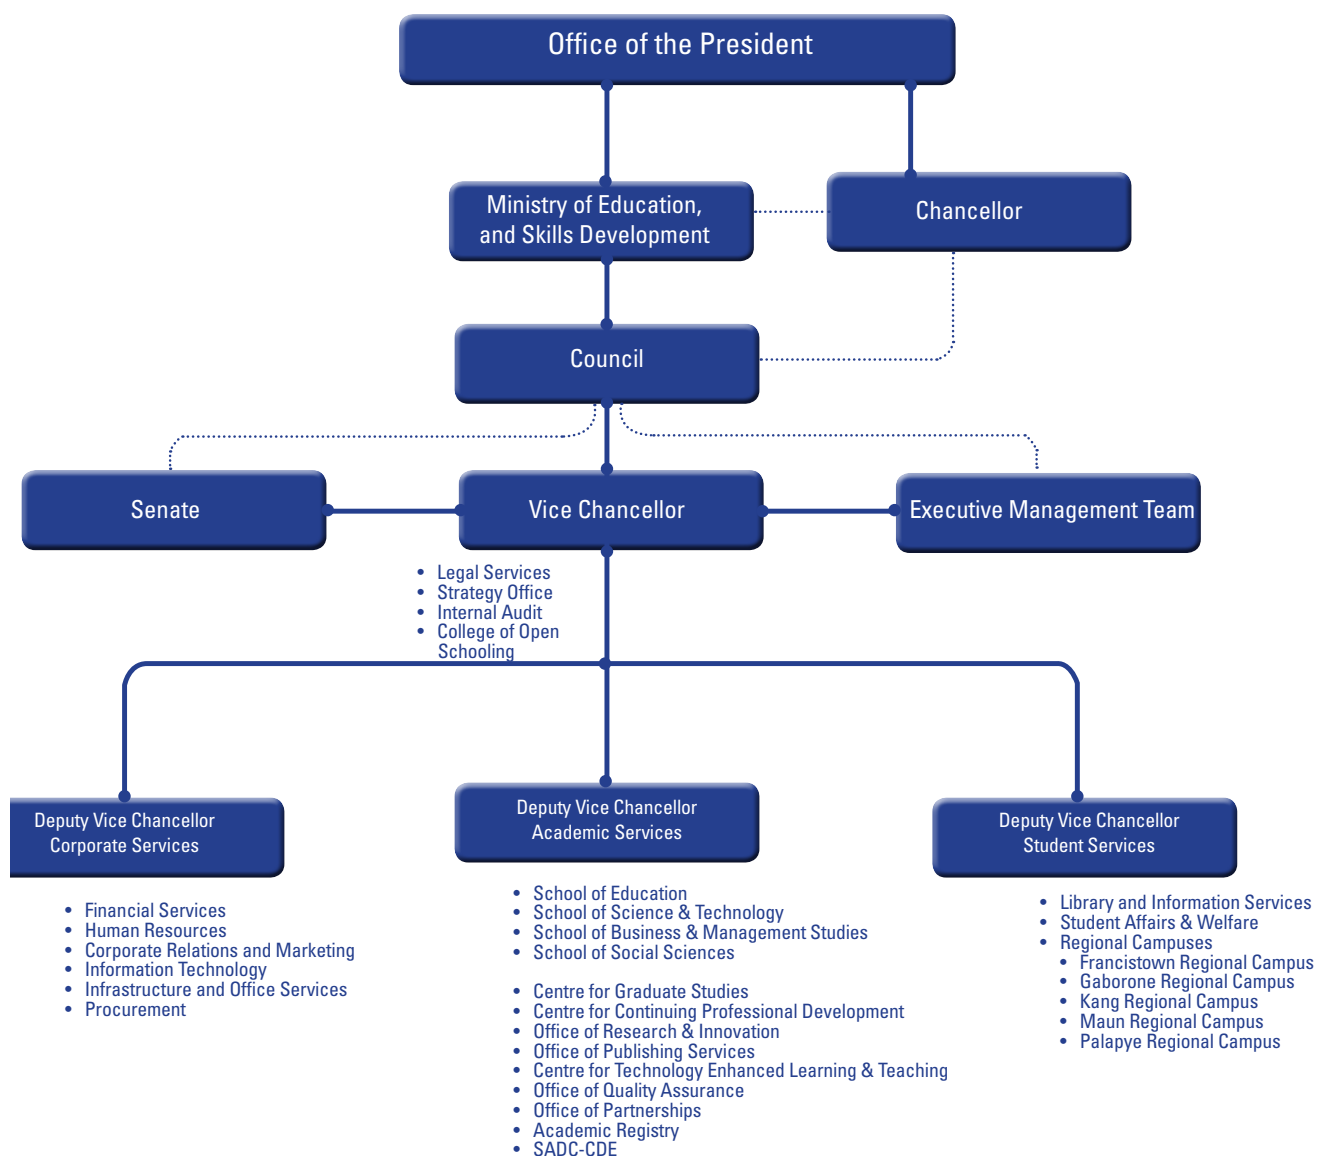 Office of the President
Ministry of Education,
and Skills Development
Chancellor
Council
Senate
Vice Chancellor
Executive Management Team
• Legal Services
• Strategy Office
• Internal Audit
• College of Open
Schooling
Deputy Vice Chancellor
Corporate Services
• Financial Services
• Human Resources
• Corporate Relations and Marketing
• Information Technology
• Infrastructure and Office Services
• Procurement
Deputy Vice Chancellor
Academic Services
• School of Education
• School of Science & Technology
• School of Business & Management Studies
• School of Social Sciences
• Centre for Graduate Studies
• Centre for Continuing Professional Development
• Office of Research & Innovation
• Office of Publishing Services
• Centre for Technology Enhanced Learning & Teaching
• Office of Quality Assurance
• Office of Partnerships
• Academic Registry
• SADC-CDE
Deputy Vice Chancellor
Student Services
• Library and Information Services
• Student Affairs & Welfare
• Regional Campuses
• Francistown Regional Campus
• Gaborone Regional Campus
• Kang Regional Campus
• Maun Regional Campus
• Palapye Regional Campus